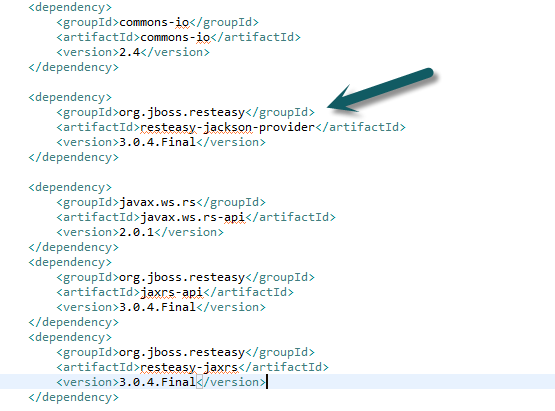 <dependency>
<groupId>commons-io</groupId>
<artifactId>commons-io</artifactId>
<version>2.4</version>
</dependency>
<dependency>
<groupId>org.jboss.resteasy</groupId>
<artifactId>resteasy-jackson-provider</artifactId>
<version>3.0.4.Final</version>
</dependency>
<dependency>
<groupId>javax.ws.rs</groupId>
<artifactId>javax.ws.rs-api</artifactId>
<version>2.0.1</version>
</dependency>
<dependency>
<groupId>org.jboss.resteasy</groupId>
<artifactId>jaxrs-api</artifactId>
<version>3.0.4.Final</version>
</dependency>
<dependency>
<groupId>org.jboss.resteasy</groupId>
<artifactId>resteasy-jaxrs</artifactId>
<version>3.0.4.Final</version>
</dependency>